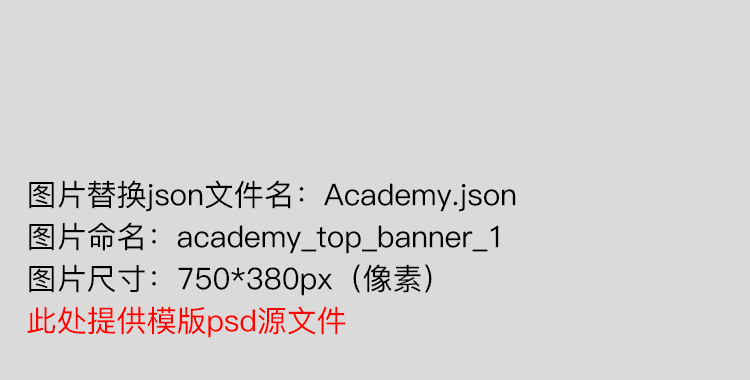 图片替换json文件名：Academy.json
图片命名：academy_top_banner_1
图片尺寸：750*380px（像素）
此处提供模版psd源文件